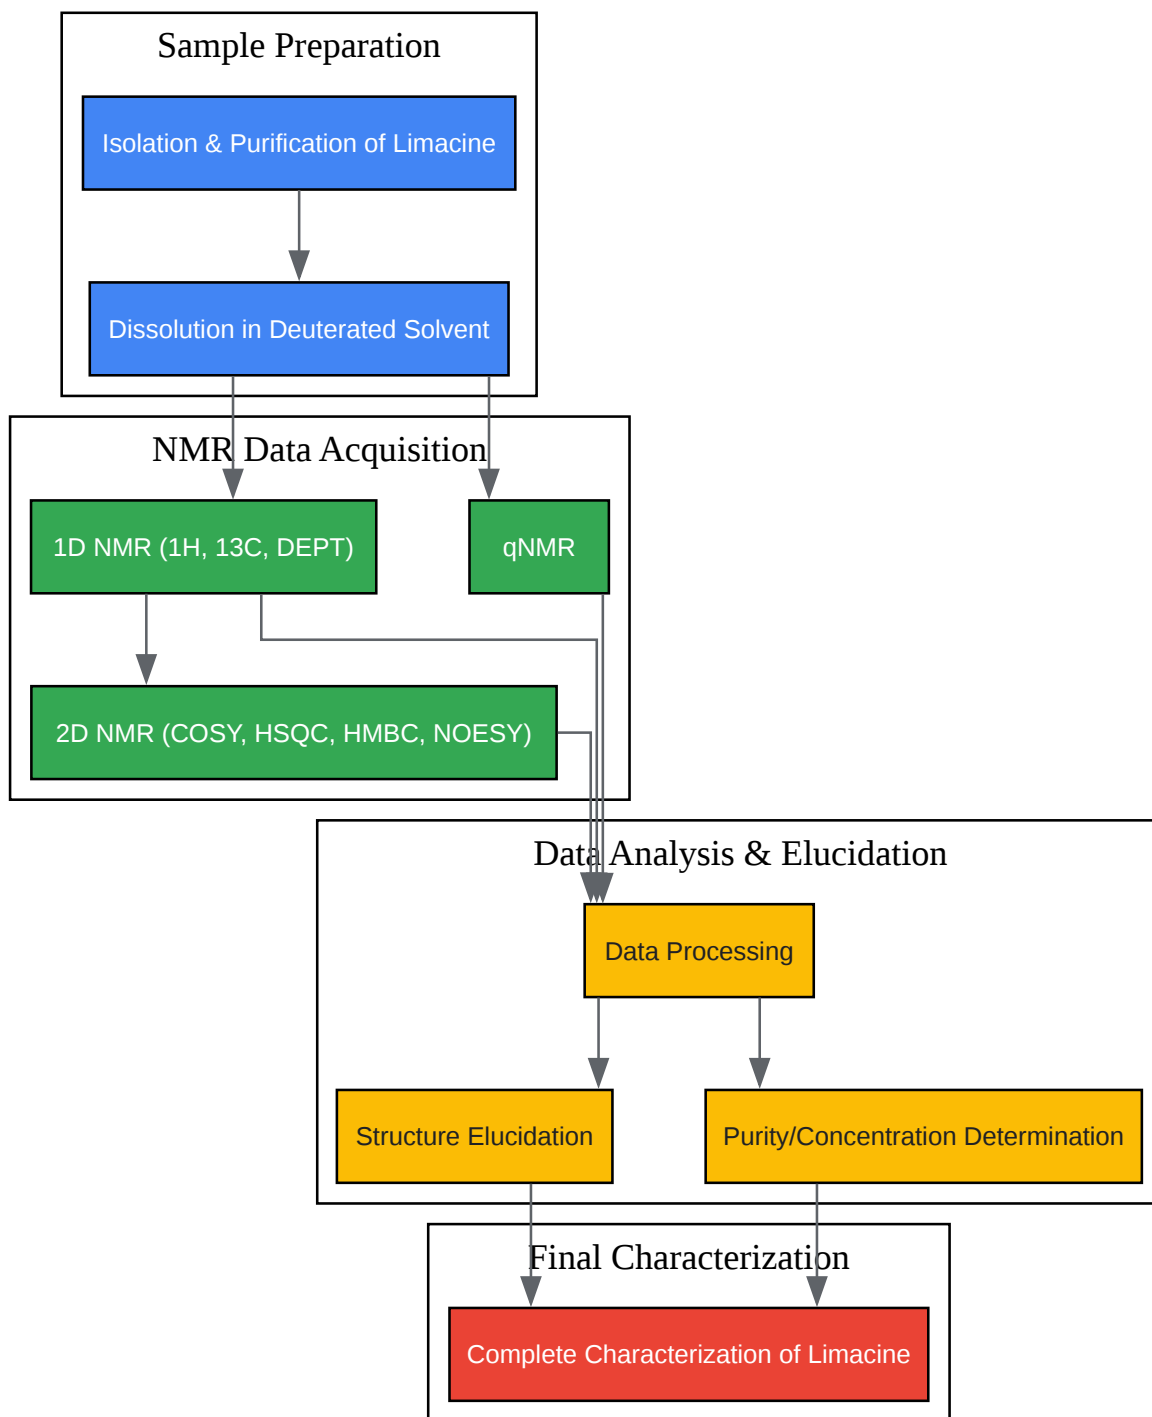 Sample Preparation
Isolation & Purification of Limacine
Dissolution in Deuterated Solvent
NMR Data Acquisition
1D NMR (1H, 13C, DEPT)
qNMR
2D NMR (COSY, HSQC, HMBC, NOESY)
Data Analysis & Elucidation
Data Processing
Structure Elucidation
Purity/Concentration Determination
Final Characterization
Complete Characterization of Limacine